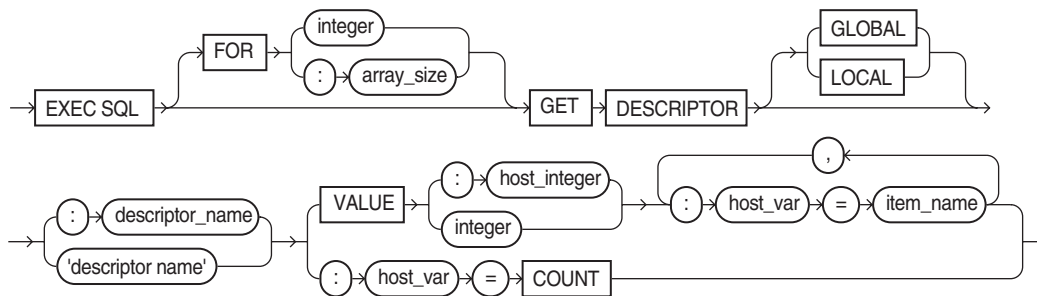 integer
FOR
: array_size
GLOBAL
LOCAL
EXEC SQL GET DESCRIPTOR
,
: descriptor_name
'descriptor name'
VALUE : host_integer
integer
: host_var = item_name
: host_var = COUNT